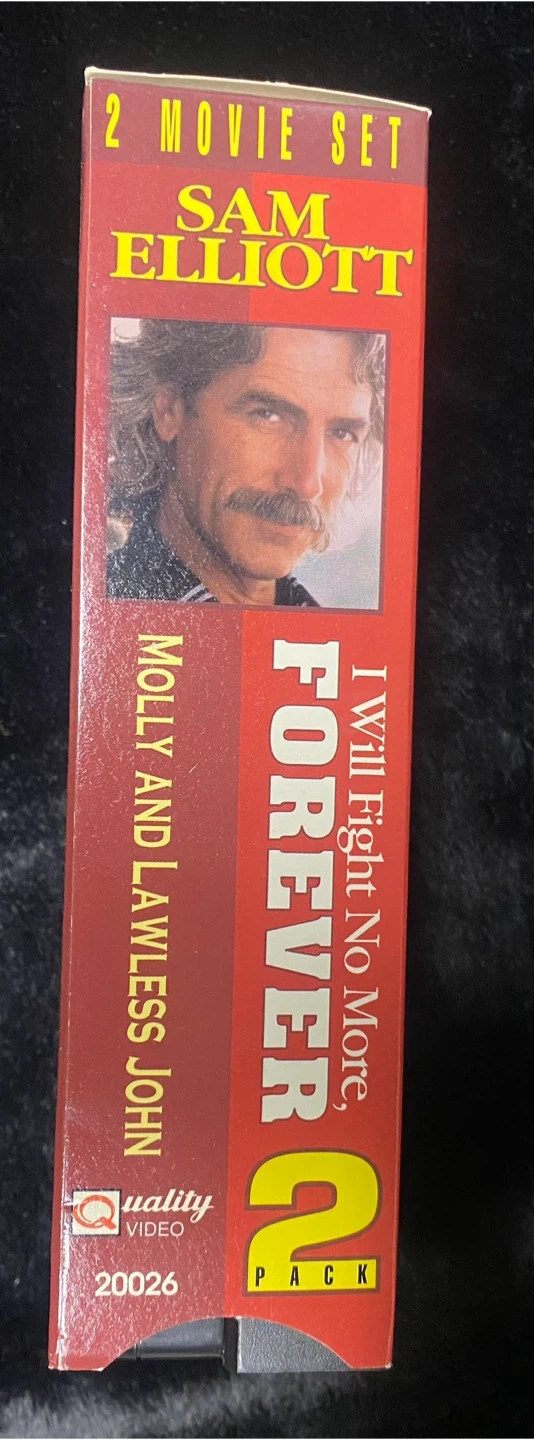 2 MOVIE SET
SAM
ELLIOTT
I Will Fight No More,
FOREVER
MOLLY AND LAWLESS JOHN
Quality
VIDEO
20026
2
PACK